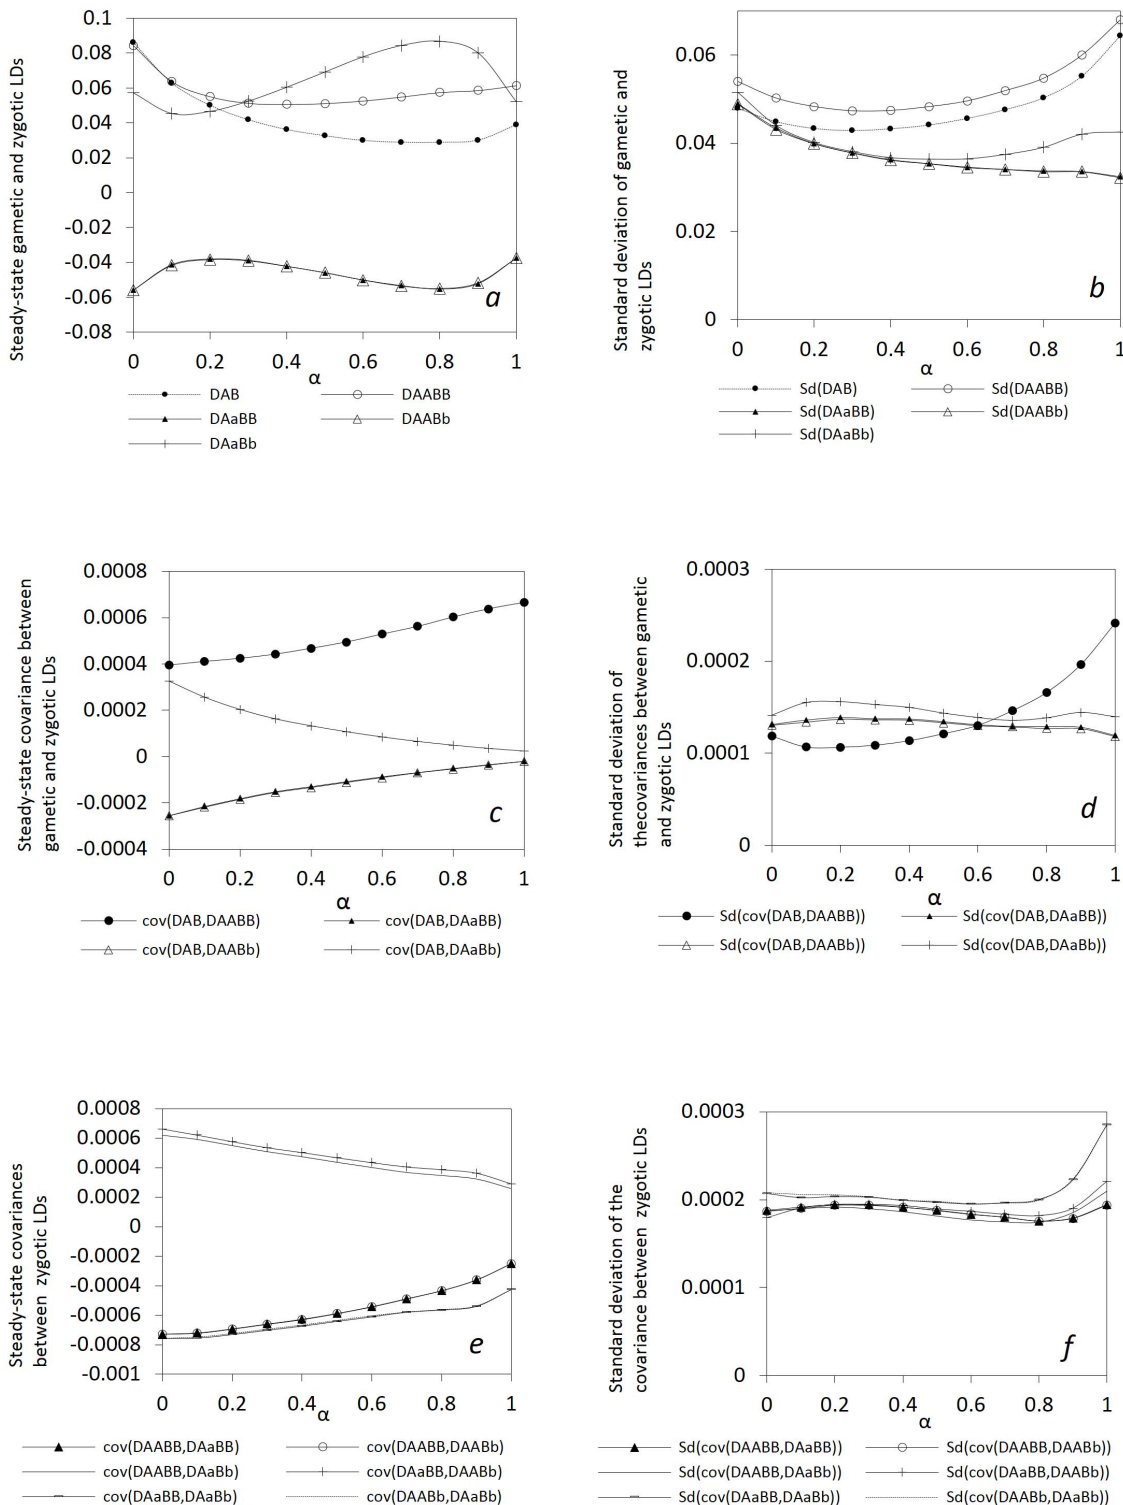 Steady-state gametic and zygotic LDs
0.1
0.08
0.06
0.04
0.02
0
-0.02
-0.04
-0.06
-0.08
a
0 0.2 0.4 0.6 0.8 1
α
DAB DAABB
DAaBB DAABb
DAaBb
Standard deviation of gametic and
zygotic LDs
0.06
0.04
0.02
0
b
0 0.2 0.4 0.6 0.8 1
α
Sd(DAB) Sd(DAABB)
Sd(DAaBB) Sd(DAABb)
Sd(DAaBb)
Steady-state covariance between
gametic and zygotic LDs
0.0008
0.0006
0.0004
0.0002
0
-0.0002
-0.0004
c
0 0.2 0.4 0.6 0.8 1
α
cov(DAB,DAABB) cov(DAB,DAaBB)
cov(DAB,DAABb) cov(DAB,DAaBb)
Standard deviation of
thecovariances between gametic
and zygotic LDs
0.0003
0.0002
0.0001
0
d
0 0.2 0.4 0.6 0.8 1
α
Sd(cov(DAB,DAABB)) Sd(cov(DAB,DAaBB))
Sd(cov(DAB,DAABb)) Sd(cov(DAB,DAaBb))
Steady-state covariances
between zygotic LDs
0.0008
0.0006
0.0004
0.0002
0
-0.0002
-0.0004
-0.0006
-0.0008
-0.001
e
0 0.2 0.4 0.6 0.8 1
α
cov(DAABB,DAaBB) cov(DAABB,DAABb)
cov(DAABB,DAaBb) cov(DAaBB,DAABb)
cov(DAaBB,DAaBb) cov(DAABb,DAaBb)
Standard deviation of the
covariance between zygotic LDs
0.0003
0.0002
0.0001
0
f
0 0.2 0.4 0.6 0.8 1
α
Sd(cov(DAABB,DAaBB)) Sd(cov(DAABB,DAABb))
Sd(cov(DAABB,DAaBb)) Sd(cov(DAaBB,DAABb))
Sd(cov(DAaBB,DAaBb)) Sd(cov(DAABb,DAaBb))